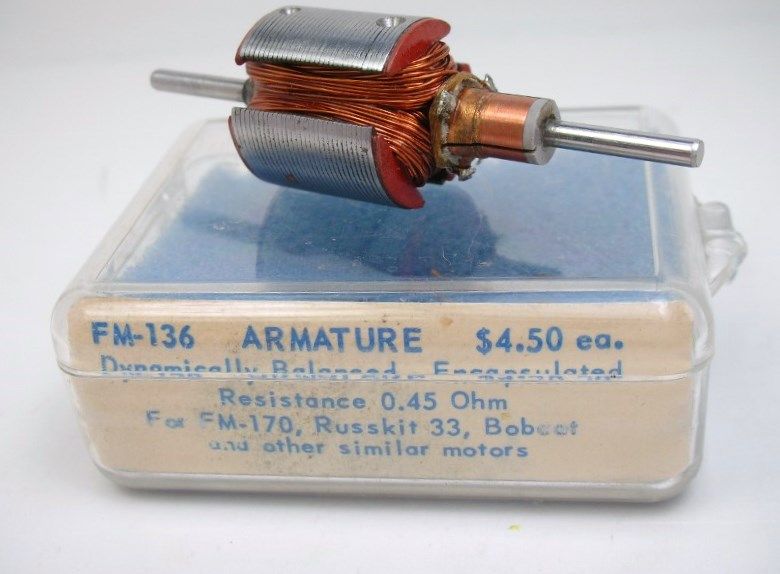 FM-136 ARMATURE $4.50 ea.
Dynamically Balanced Encapsulated
Resistance 0.45 Ohm
For FM-170, Russkit 33, Bobcat
and other similar motors